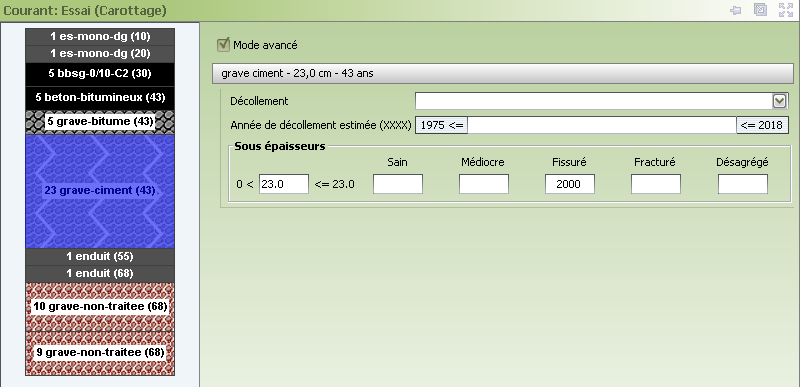 Courant: Essai (Carottage)
1 es-mono-dg (10)
1 es-mono-dg (20)
5 bbsg-0/10-C2 (30)
5 beton-bitumineux (43)
5 grave-bitume (43)
23 grave-ciment (43)
1 enduit (55)
1 enduit (68)
10 grave-non-traitee (68)
9 grave-non-traitee (68)
Mode avancé
grave ciment - 23,0 cm - 43 ans
Décollement
Année de décollement estimée (XXXX) 1975 <= <= 2018
Sous épaisseurs
Sain Médiocre Fissuré Fracturé Désagrégé
0 < 23.0 <= 23.0 2000